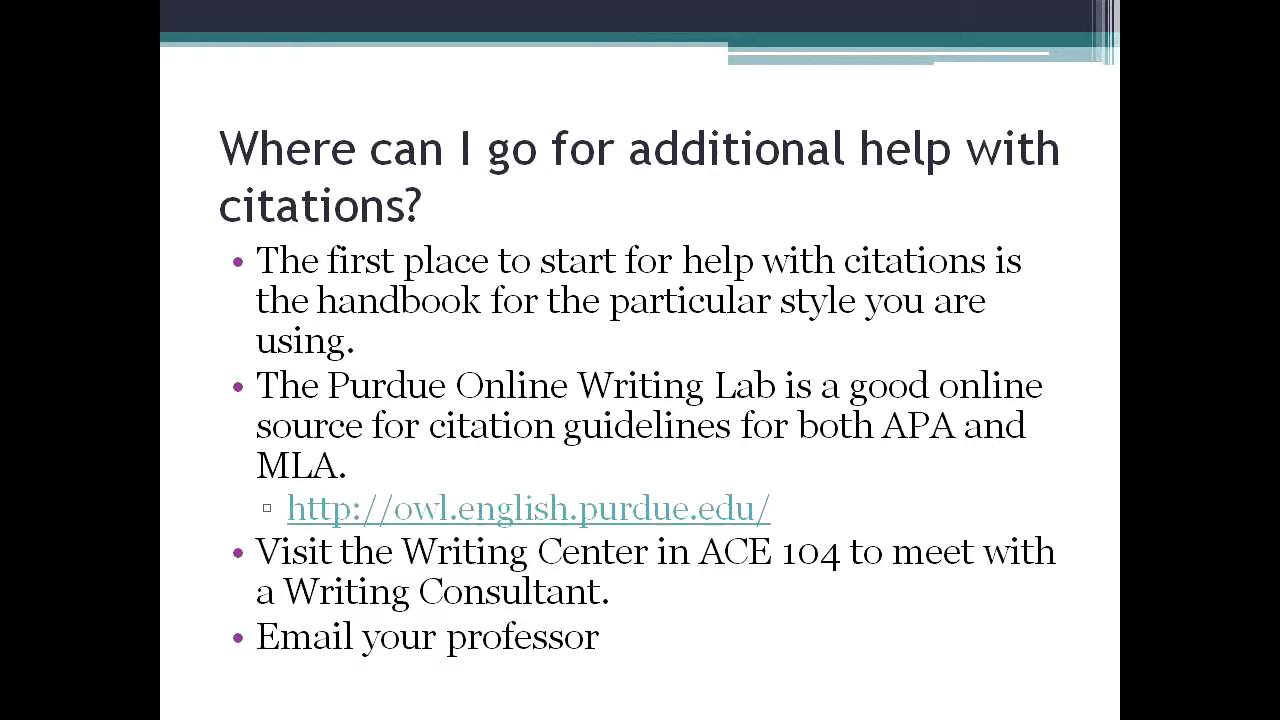 Where can I go for additional help with
citations?
• The first place to start for help with citations is
the handbook for the particular style you are
using.
• The Purdue Online Writing Lab is a good online
source for citation guidelines for both APA and
MLA.
▫ http://owl.english.purdue.edu/
• Visit the Writing Center in ACE 104 to meet with
a Writing Consultant.
• Email your professor